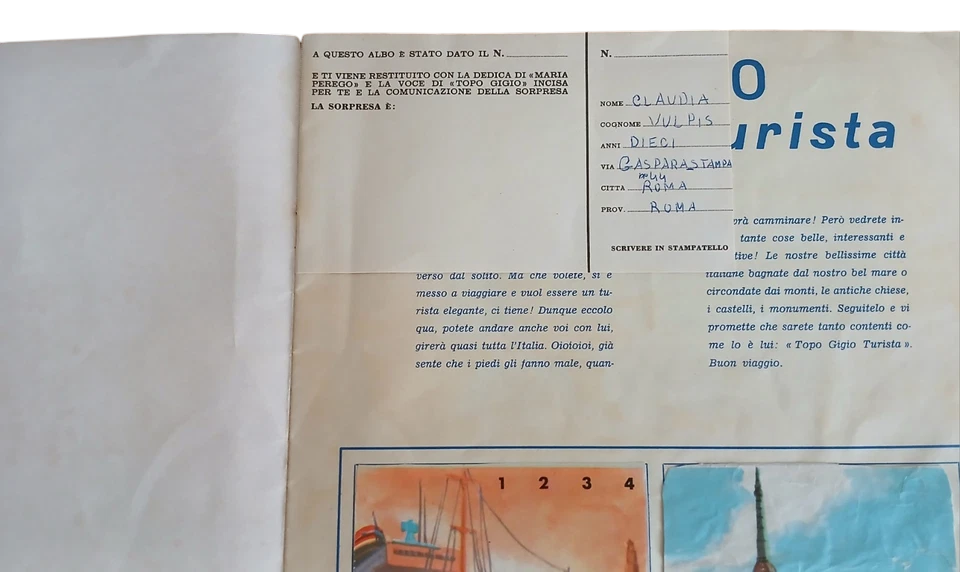 A QUESTO ALBO È STATO DATO IL N.
E TI VIENE RESTITUITO CON LA DEDICA DI «MARIA
PEREGO» E LA VOCE DI «TOPO GIGIO» INCISA
PER TE E LA COMUNICAZIONE DELLA SORPRESA
LA SORPRESA È:
N.
NOME CLAUDIA
COGNOME VULPIS
ANNI DIECI
VIA GASPARASTAMPA
n°44
CITTA ROMA
PROV. ROMA
SCRIVERE IN STAMPATELLO
O
urista
verso dal solito. Ma che volete, si è
messo a viaggiare e vuol essere un tu-
rista elegante, ci tiene! Dunque eccolo
qua, potete andare anche voi con lui,
girerà quasi tutta l'Italia. Oioioioi, già
sente che i piedi gli fanno male, quan-
vrà camminare! Però vedrete in-
tante cose belle, interessanti e
tive! Le nostre bellissime città
italiane bagnate dal nostro bel mare o
circondate dai monti, le antiche chiese,
i castelli, i monumenti. Seguitelo e vi
promette che sarete tanto contenti co-
me lo è lui: «Topo Gigio Turista».
Buon viaggio.
1 2 3 4